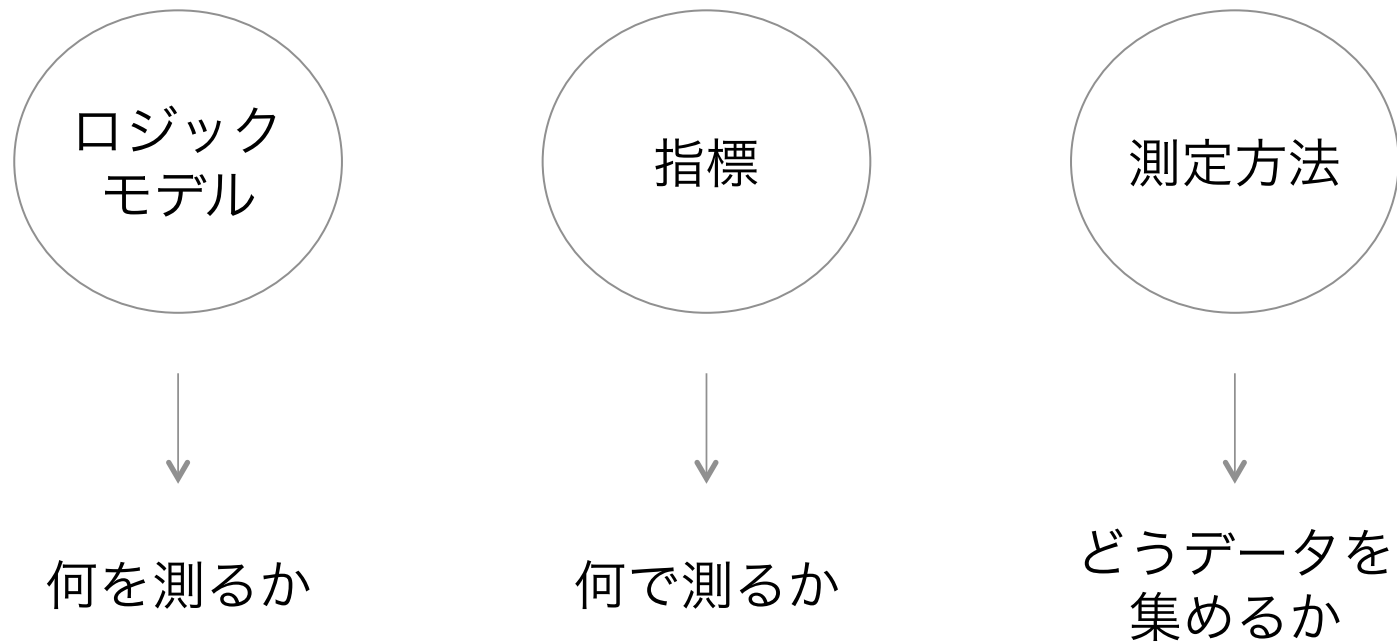 ロジック
モデル
指標
測定方法
何を測るか
何で測るか
どうデータを
集めるか